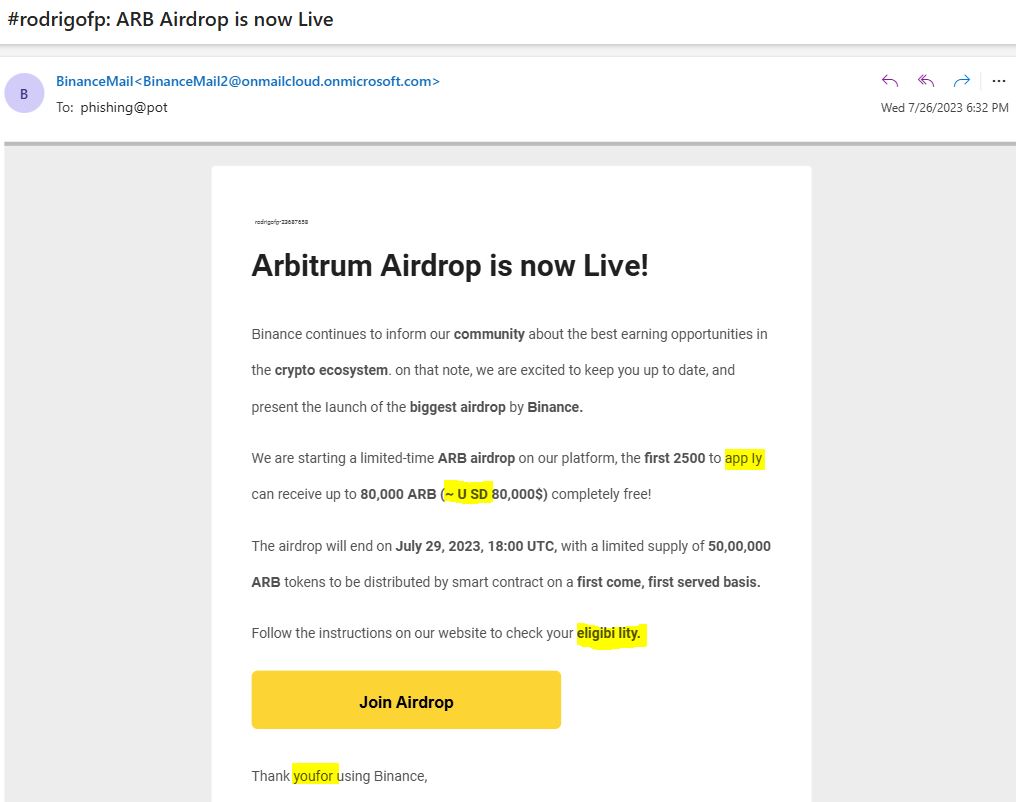 #rodrigofp: ARB Airdrop is now Live
BinanceMail<BinanceMail2@onmailcloud.onmicrosoft.com>
B
To: phishing@pot
Wed 7/26/2023 6:32 PM
rodrigofp-23687658
Arbitrum Airdrop is now Live!
Binance continues to inform our community about the best earning opportunities in
the crypto ecosystem. on that note, we are excited to keep you up to date, and
present the launch of the biggest airdrop by Binance.
We are starting a limited-time ARB airdrop on our platform, the first 2500 to app ly
can receive up to 80,000 ARB (~ U SD 80,000$) completely free!
The airdrop will end on July 29, 2023, 18:00 UTC, with a limited supply of 50,00,000
ARB tokens to be distributed by smart contract on a first come, first served basis.
Follow the instructions on our website to check your eligibi lity.
Join Airdrop
Thank youfor using Binance,